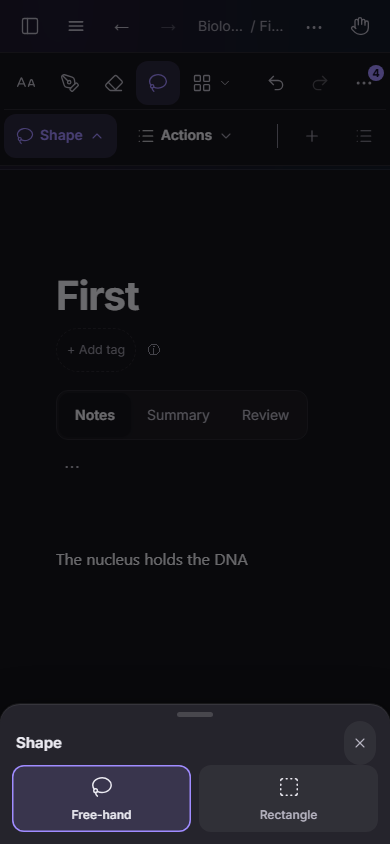 Biolo... / Fi...
AA
4
Shape
Actions
First
+ Add tag
Notes
Summary
Review
The nucleus holds the DNA
Shape
Free-hand
Rectangle